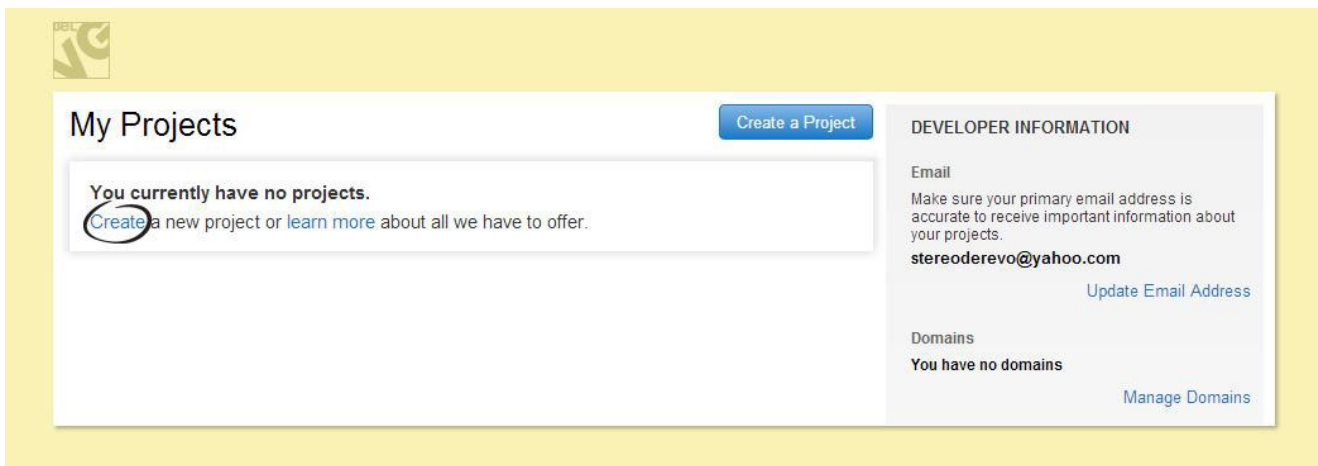 DEL
VG
My Projects
Create a Project
You currently have no projects.
Create a new project or learn more about all we have to offer.
DEVELOPER INFORMATION
Email
Make sure your primary email address is
accurate to receive important information about
your projects.
stereoderevo@yahoo.com
Update Email Address
Domains
You have no domains
Manage Domains